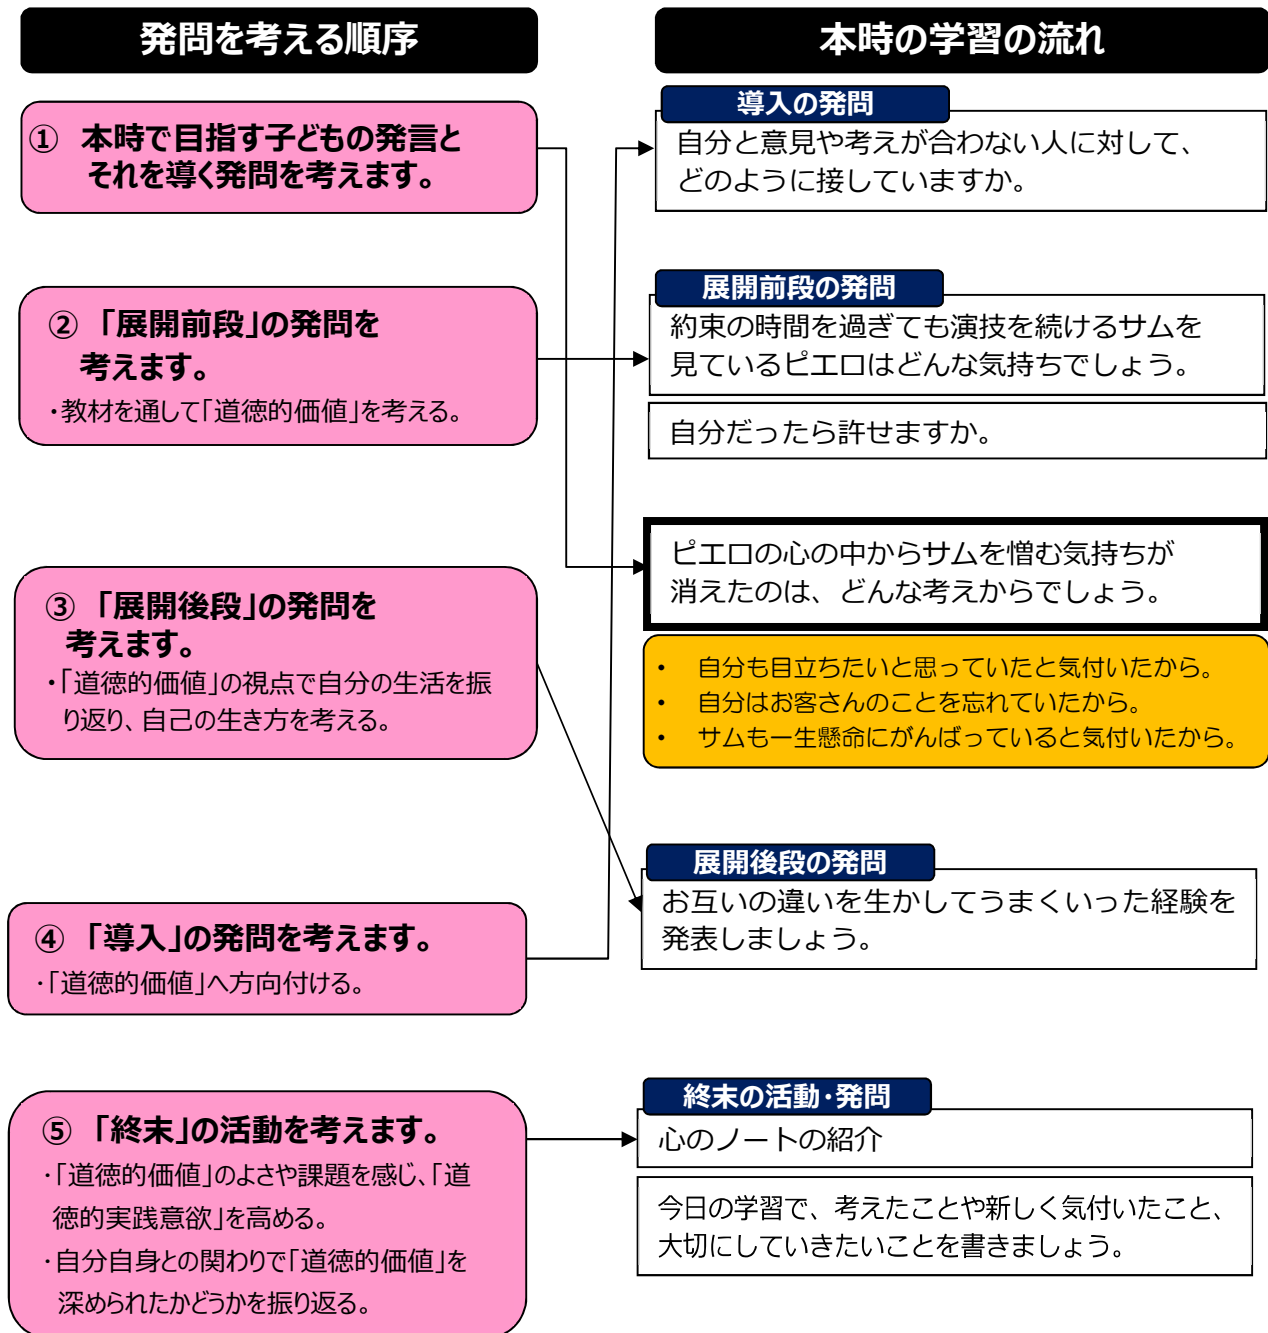 発問を考える順序
① 本時で目指す子どもの発言と
それを導く発問を考えます。
② 「展開前段」の発問を
考えます。
・教材を通して「道徳的価値」を考える。
③ 「展開後段」の発問を
考えます。
・「道徳的価値」の視点で自分の生活を振
り返り、自己の生き方を考える。
④ 「導入」の発問を考えます。
・「道徳的価値」へ方向付ける。
⑤ 「終末」の活動を考えます。
・「道徳的価値」のよさや課題を感じ、「道
徳的実践意欲」を高める。
・自分自身との関わりで「道徳的価値」を
深められたかどうかを振り返る。
本時の学習の流れ
導入の発問
自分と意見や考えが合わない人に対して、
どのように接していますか。
展開前段の発問
約束の時間を過ぎても演技を続けるサムを
見ているピエロはどんな気持ちでしょう。
自分だったら許せますか。
ピエロの心の中からサムを憎む気持ちが
消えたのは、どんな考えからでしょう。
・ 自分も目立ちたいと思っていたと気付いたから。
・ 自分はお客さんのことを忘れていたから。
・ サムも一生懸命にがんばっていると気付いたから。
展開後段の発問
お互いの違いを生かしてうまくいった経験を
発表しましょう。
終末の活動・発問
心のノートの紹介
今日の学習で、考えたことや新しく気付いたこと、
大切にしていきたいことを書きましょう。